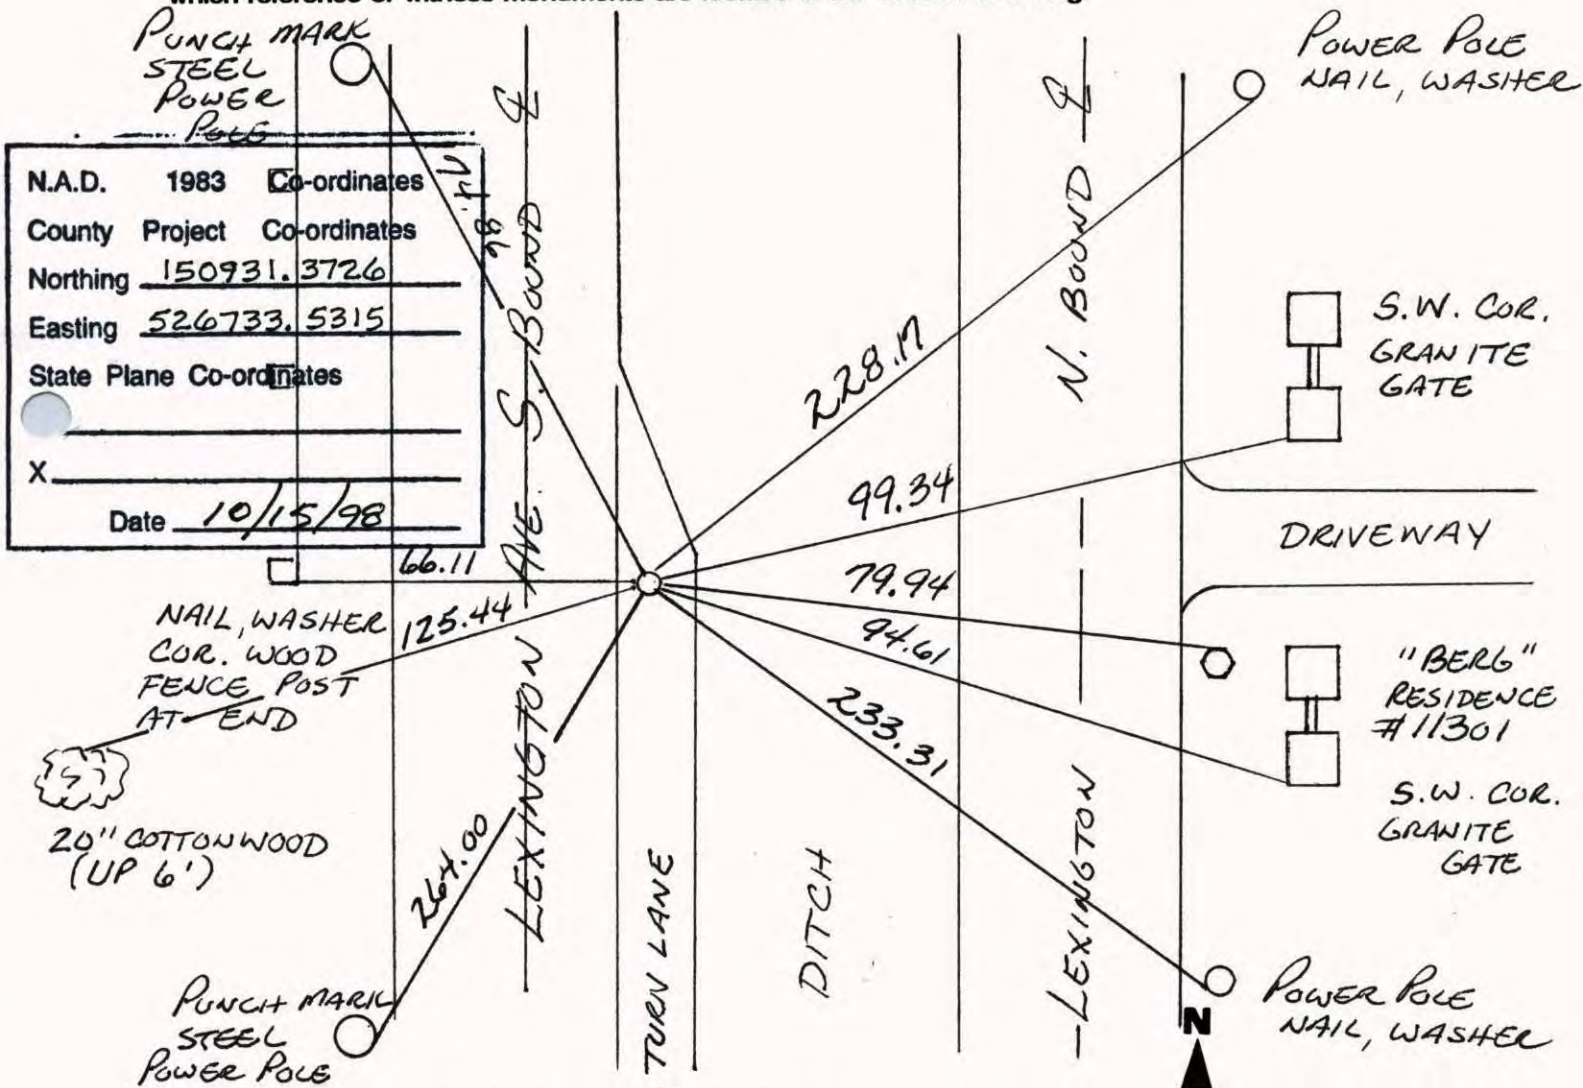 PUNCH MARK
STEEL
POWER
POLE
POWER POLE
NAIL, WASHER
N.A.D. 1983 Co-ordinates
County Project Co-ordinates
Northing 150931.3726
Easting 526733.5315
State Plane Co-ordinates
X
Date 10/15/98
LEXINGTON AVE. S. BOUND ℄
LEXINGTON N. BOUND ℄
228.17
99.34
79.94
94.61
233.31
66.11
125.44
264.00
S.W. COR.
GRANITE
GATE
DRIVEWAY
NAIL, WASHER
COR. WOOD
FENCE POST
AT END
20" COTTONWOOD
(UP 6')
"BERG"
RESIDENCE
#11301
S.W. COR.
GRANITE
GATE
TURN LANE
DITCH
PUNCH MARK
STEEL
POWER POLE
POWER POLE
NAIL, WASHER
N